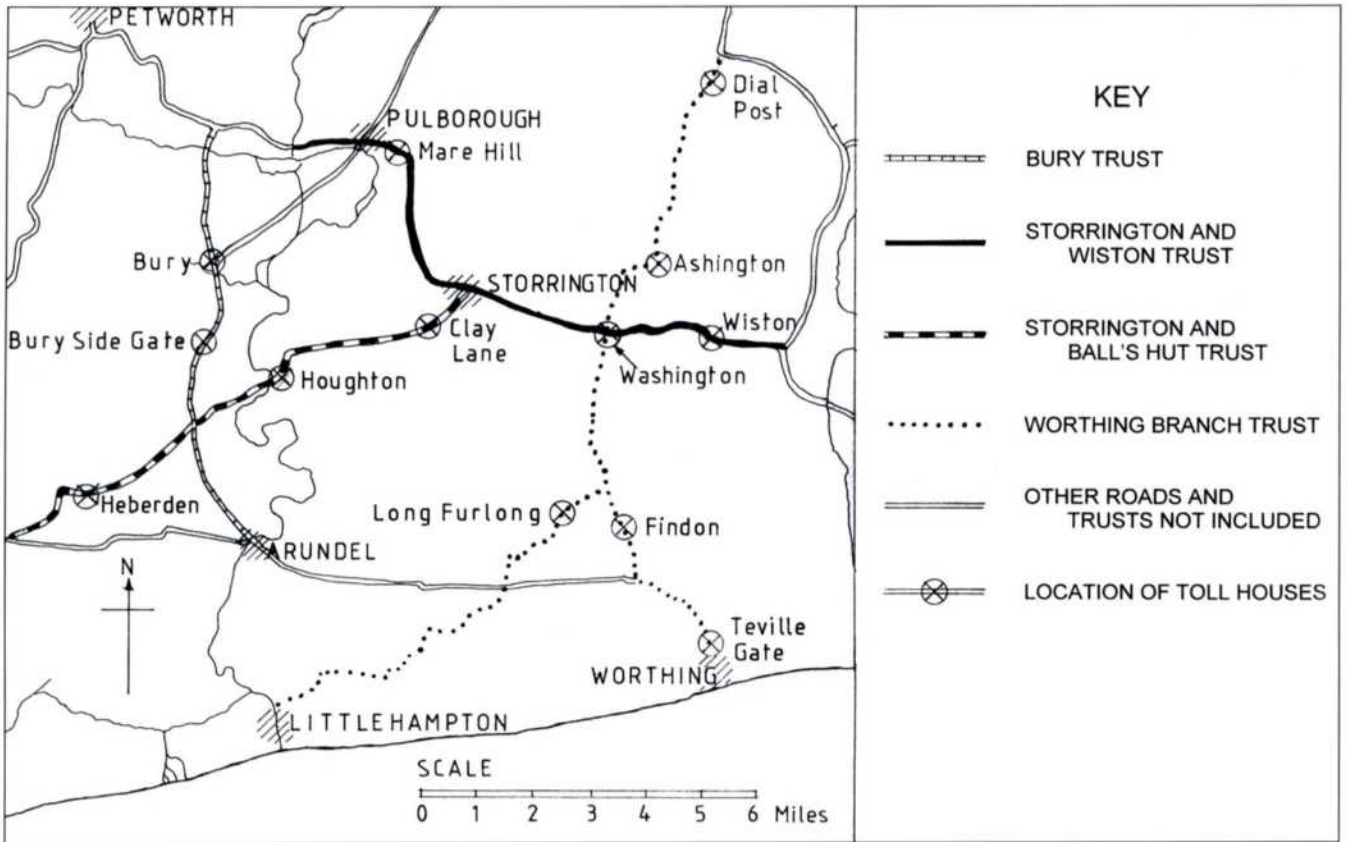 PETWORTH
Dial
Post
PULBOROUGH
Mare Hill
Bury
Ashington
STORRINGTON
Bury Side Gate
Clay
Lane
Wiston
Houghton
Washington
Heberden
Long Furlong
Findon
ARUNDEL
N
Teville
Gate
WORTHING
LITTLEHAMPTON
SCALE
0 1 2 3 4 5 6 Miles
KEY
BURY TRUST
STORRINGTON AND
WISTON TRUST
STORRINGTON AND
BALL'S HUT TRUST
WORTHING BRANCH TRUST
OTHER ROADS AND
TRUSTS NOT INCLUDED
LOCATION OF TOLL HOUSES